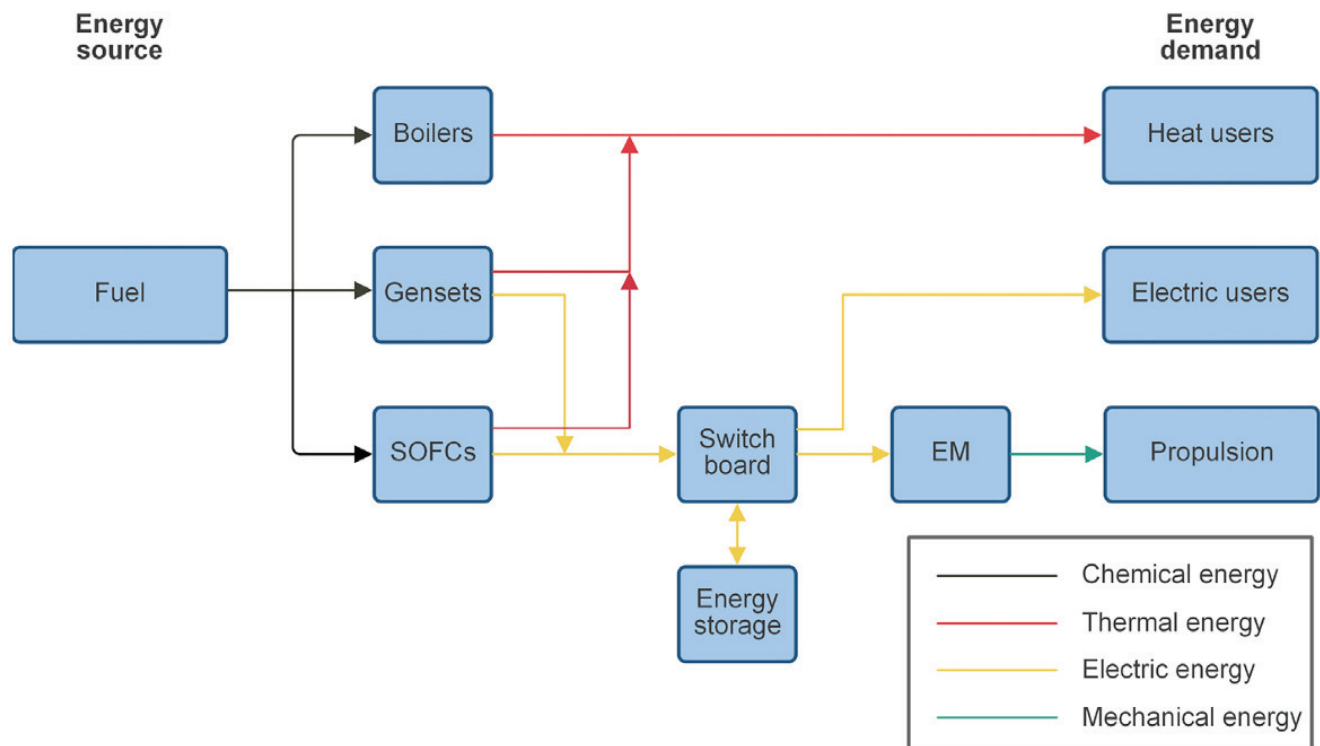 Energy
source
Energy
demand
Boilers
Heat users
Fuel
Gensets
Electric users
SOFCs
Switch
board
EM
Propulsion
Energy
storage
Chemical energy
Thermal energy
Electric energy
Mechanical energy